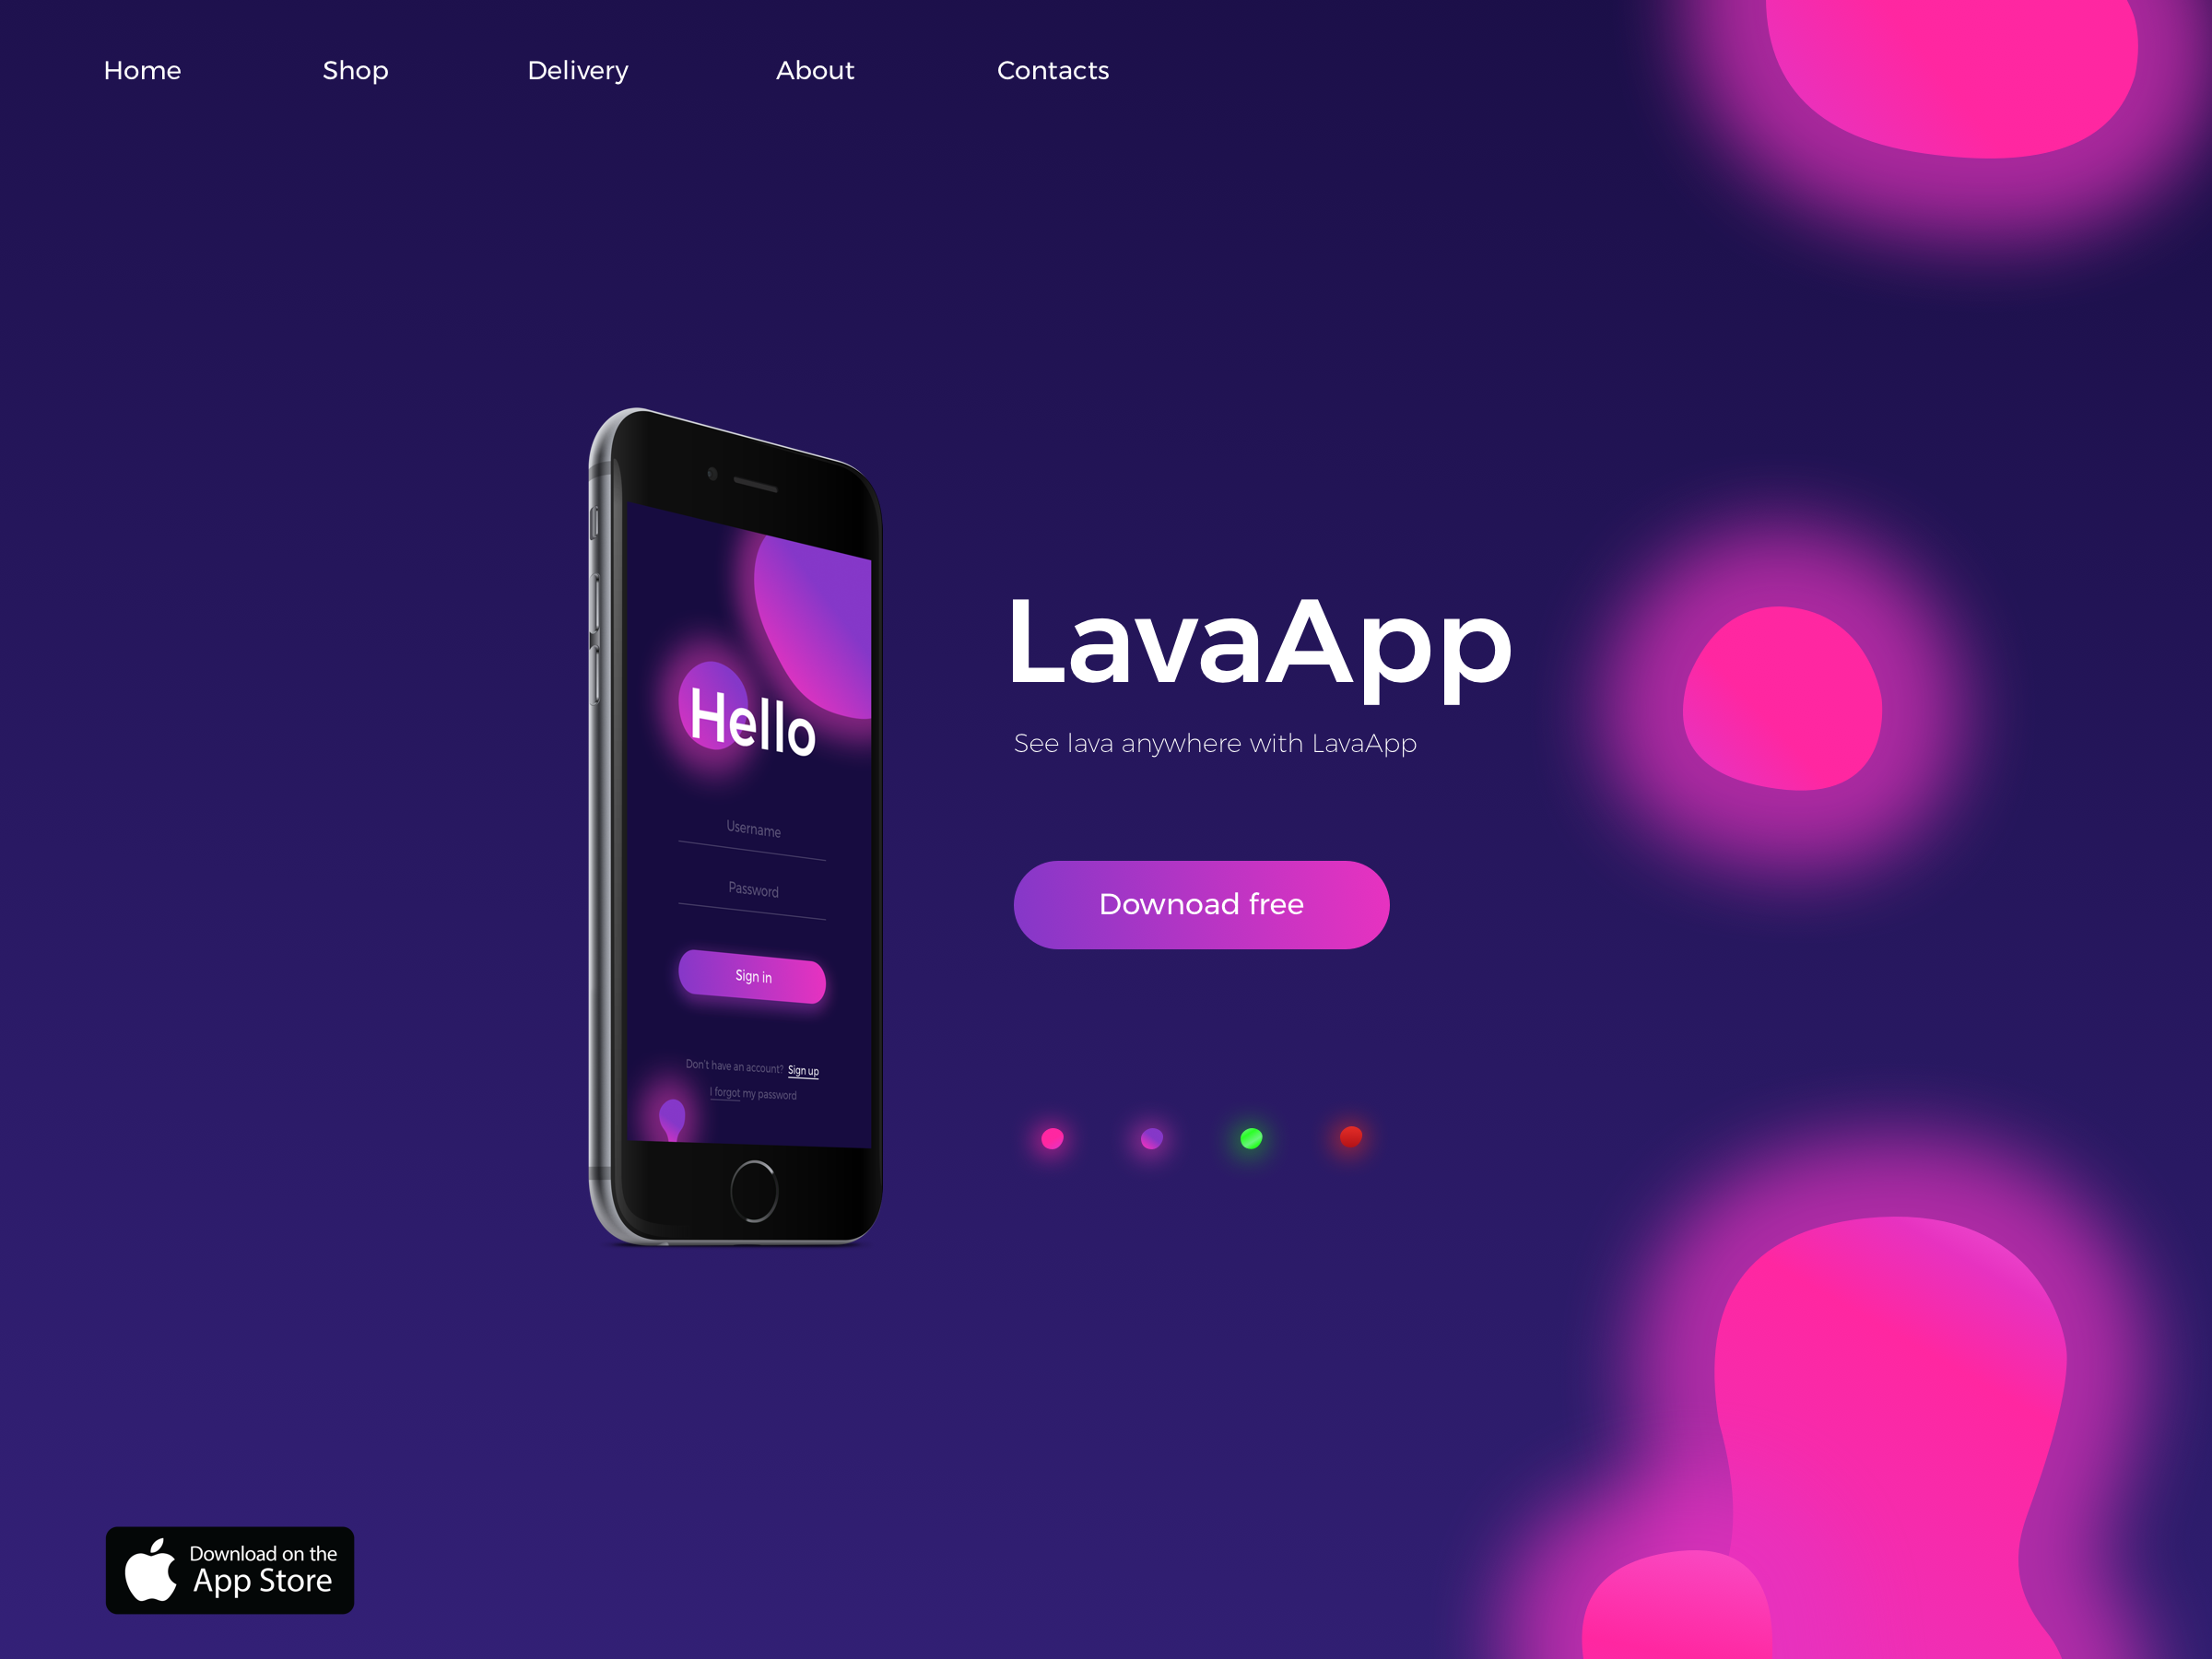 Home Shop Delivery About Contacts
Hello
Username
Password
Sign in
Don't have an account? Sign up
I forgot my password
LavaApp
See lava anywhere with LavaApp
Downoad free
Download on the
App Store